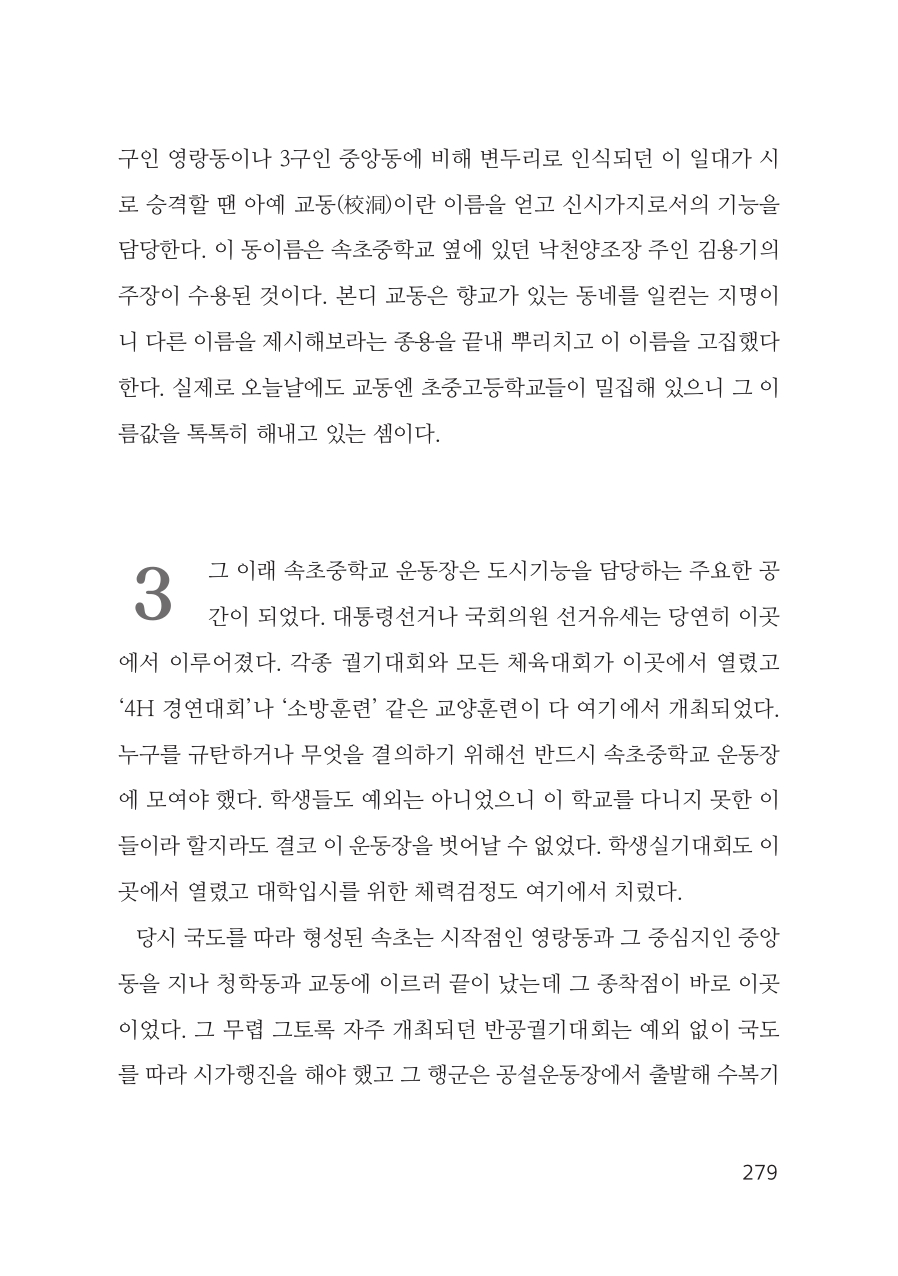 구인 영랑동이나 3구인 중앙동에 비해 변두리로 인식되던 이 일대가 시
로 승격할 땐 아예 교동(校洞)이란 이름을 얻고 신시가지로서의 기능을
담당한다. 이 동이름은 속초중학교 옆에 있던 낙천양조장 주인 김용기의
주장이 수용된 것이다. 본디 교동은 향교가 있는 동네를 일컫는 지명이
니 다른 이름을 제시해보라는 종용을 끝내 뿌리치고 이 이름을 고집했다
한다. 실제로 오늘날에도 교동엔 초중고등학교들이 밀집해 있으니 그 이
름값을 톡톡히 해내고 있는 셈이다.
3
그 이래 속초중학교 운동장은 도시기능을 담당하는 주요한 공
간이 되었다. 대통령선거나 국회의원 선거유세는 당연히 이곳
에서 이루어졌다. 각종 궐기대회와 모든 체육대회가 이곳에서 열렸고
‘4H 경연대회’나 ‘소방훈련’ 같은 교양훈련이 다 여기에서 개최되었다.
누구를 규탄하거나 무엇을 결의하기 위해선 반드시 속초중학교 운동장
에 모여야 했다. 학생들도 예외는 아니었으니 이 학교를 다니지 못한 이
들이라 할지라도 결코 이 운동장을 벗어날 수 없었다. 학생실기대회도 이
곳에서 열렸고 대학입시를 위한 체력검정도 여기에서 치렀다.
당시 국도를 따라 형성된 속초는 시작점인 영랑동과 그 중심지인 중앙
동을 지나 청학동과 교동에 이르러 끝이 났는데 그 종착점이 바로 이곳
이었다. 그 무렵 그토록 자주 개최되던 반공궐기대회는 예외 없이 국도
를 따라 시가행진을 해야 했고 그 행군은 공설운동장에서 출발해 수복기
279